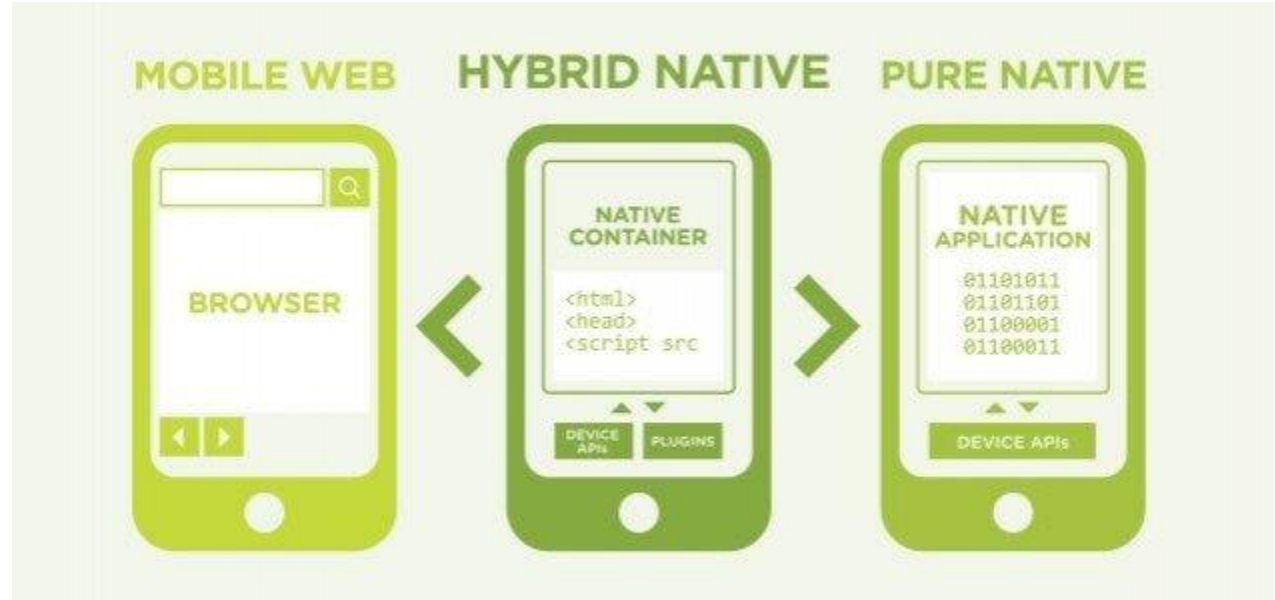 MOBILE WEB
HYBRID NATIVE
PURE NATIVE
BROWSER
NATIVE
CONTAINER
<html>
<head>
<script src
DEVICE
APIs
PLUGINS
NATIVE
APPLICATION
01101011
01101101
01100001
01100011
DEVICE APIs